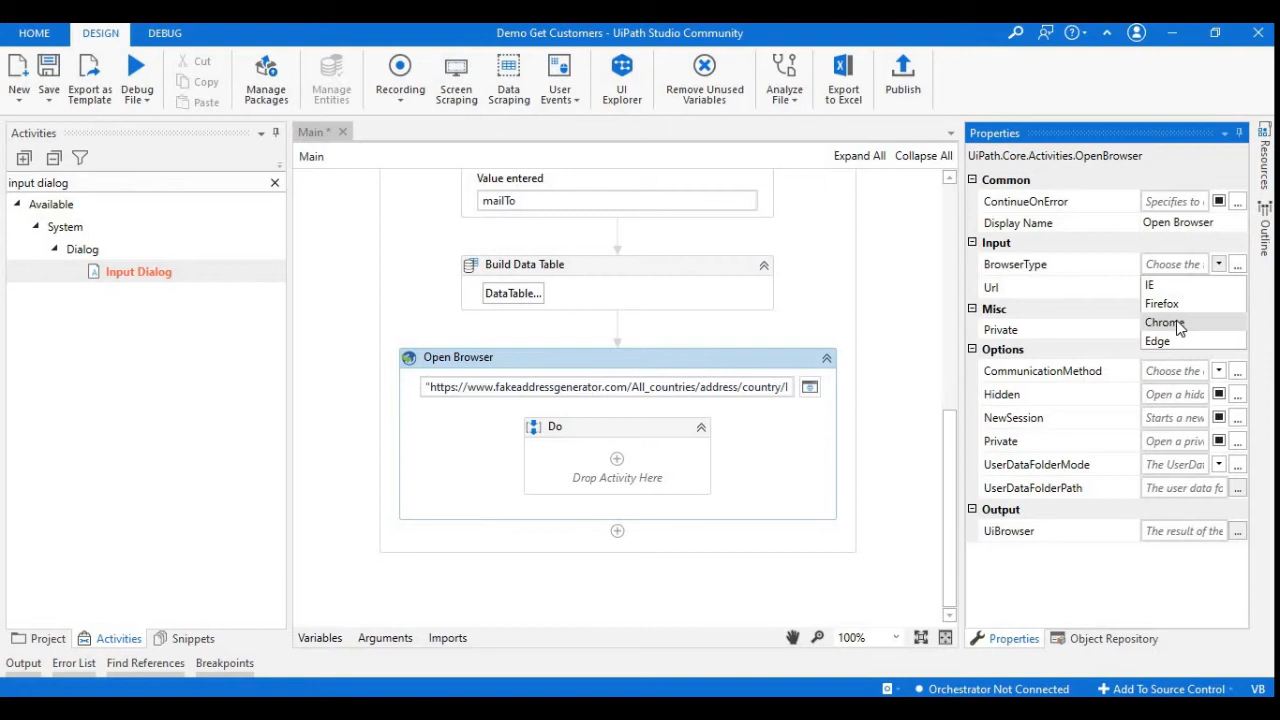 HOME
DESIGN
DEBUG
Demo Get Customers - UiPath Studio Community
New
Save
Export as Template
Debug File
Cut
Copy
Paste
Manage Packages
Manage Entities
Recording
Screen Scraping
Data Scraping
User Events
UI Explorer
Remove Unused Variables
Analyze File
Export to Excel
Publish
Activities
input dialog
Available
System
Dialog
Input Dialog
Main *
Main
Expand All
Collapse All
Value entered
mailTo
Build Data Table
DataTable...
Open Browser
"https://www.fakeaddressgenerator.com/All_countries/address/country/I
Do
Drop Activity Here
Properties
UiPath.Core.Activities.OpenBrowser
Common
ContinueOnError
Specifies to
...
Display Name
Open Browser
Input
BrowserType
Choose the
...
Url
IE
Firefox
Chrome
Edge
Misc
Private
Options
CommunicationMethod
Choose the
...
Hidden
Open a hidd
...
NewSession
Starts a new
...
Private
Open a priv
...
UserDataFolderMode
The UserDat
...
UserDataFolderPath
The user data fo
...
Output
UiBrowser
The result of the
...
Resources
Outline
Project
Activities
Snippets
Variables
Arguments
Imports
100%
Properties
Object Repository
Output
Error List
Find References
Breakpoints
Orchestrator Not Connected
Add To Source Control
VB